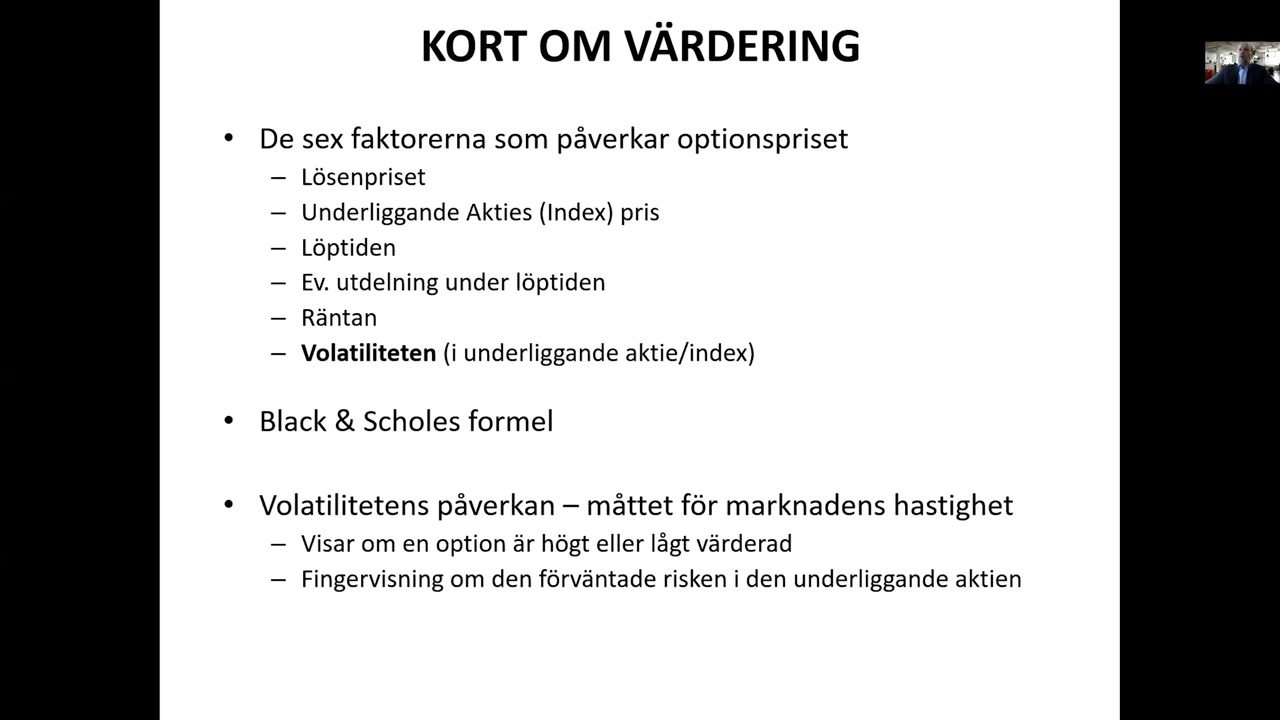 KORT OM VÄRDERING
• De sex faktorerna som påverkar optionspriset
– Lösenpriset
– Underliggande Akties (Index) pris
– Löptiden
– Ev. utdelning under löptiden
– Räntan
– Volatiliteten (i underliggande aktie/index)
• Black & Scholes formel
• Volatilitetens påverkan – måttet för marknadens hastighet
– Visar om en option är högt eller lågt värderad
– Fingervisning om den förväntade risken i den underliggande aktien